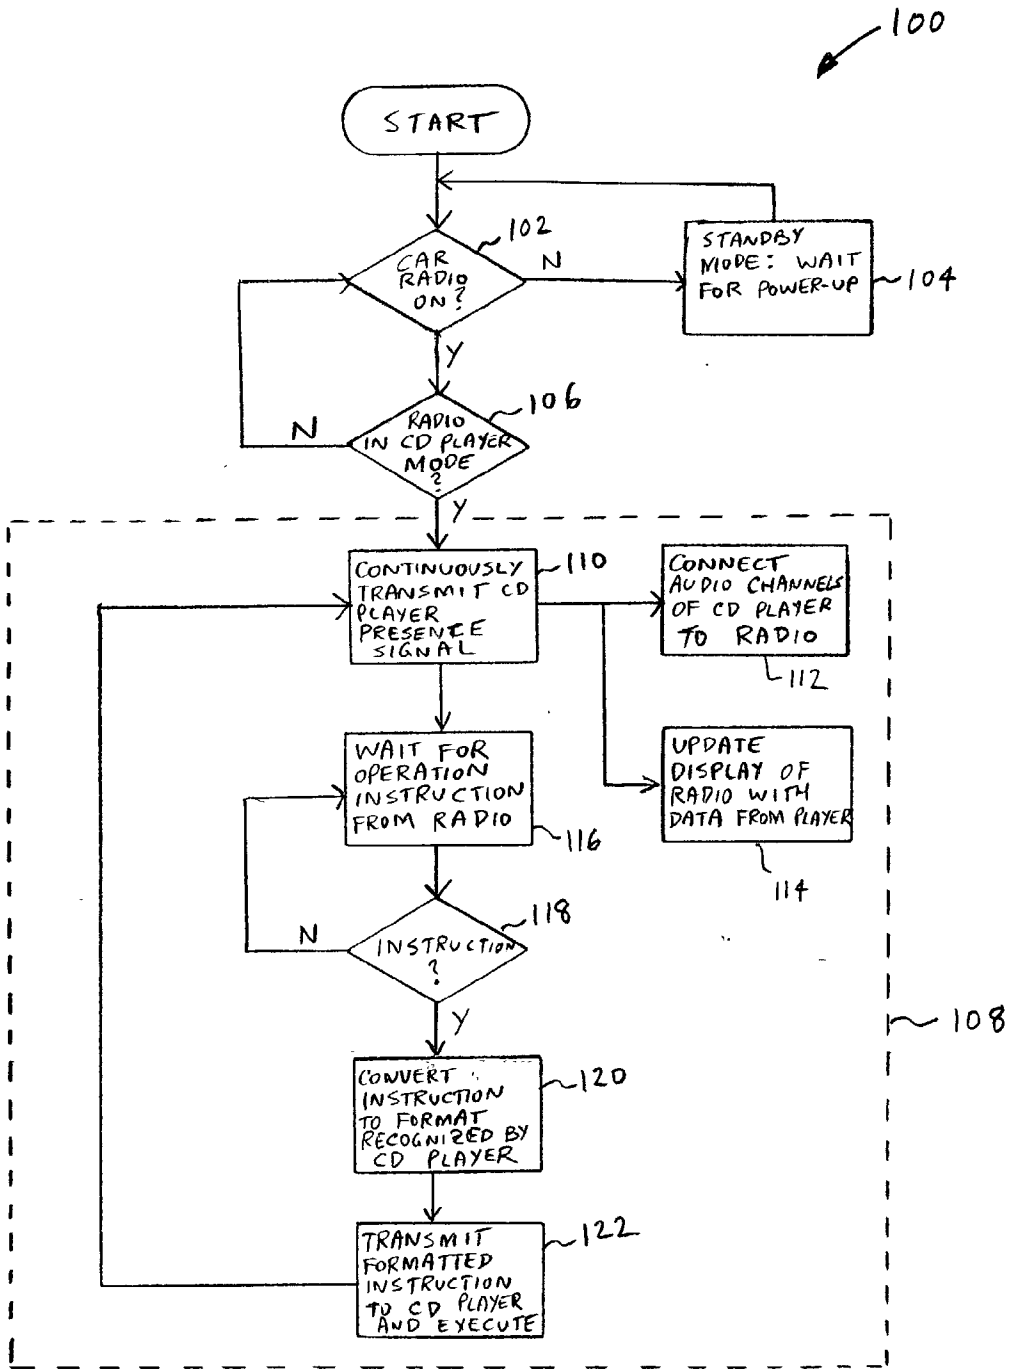 100
START
102
CAR
RADIO
ON?
N
STANDBY
MODE: WAIT
FOR POWER-UP
104
Y
106
RADIO
IN CD PLAYER
MODE
?
N
Y
CONTINUOUSLY
TRANSMIT CD
PLAYER
PRESENCE
SIGNAL
110
CONNECT
AUDIO CHANNELS
OF CD PLAYER
TO RADIO
112
WAIT FOR
OPERATION
INSTRUCTION
FROM RADIO
116
UPDATE
DISPLAY OF
RADIO WITH
DATA FROM PLAYER
114
118
INSTRUCTION
?
N
Y
108
CONVERT
INSTRUCTION
TO FORMAT
RECOGNIZED BY
CD PLAYER
120
TRANSMIT
FORMATTED
INSTRUCTION
TO CD PLAYER
AND EXECUTE
122